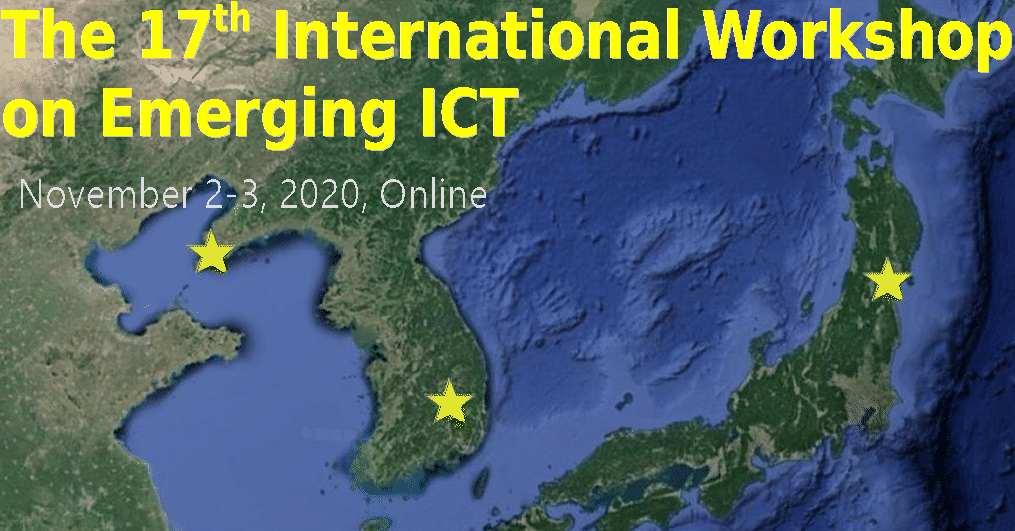 The 17th International Workshop
on Emerging ICT
November 2-3, 2020, Online